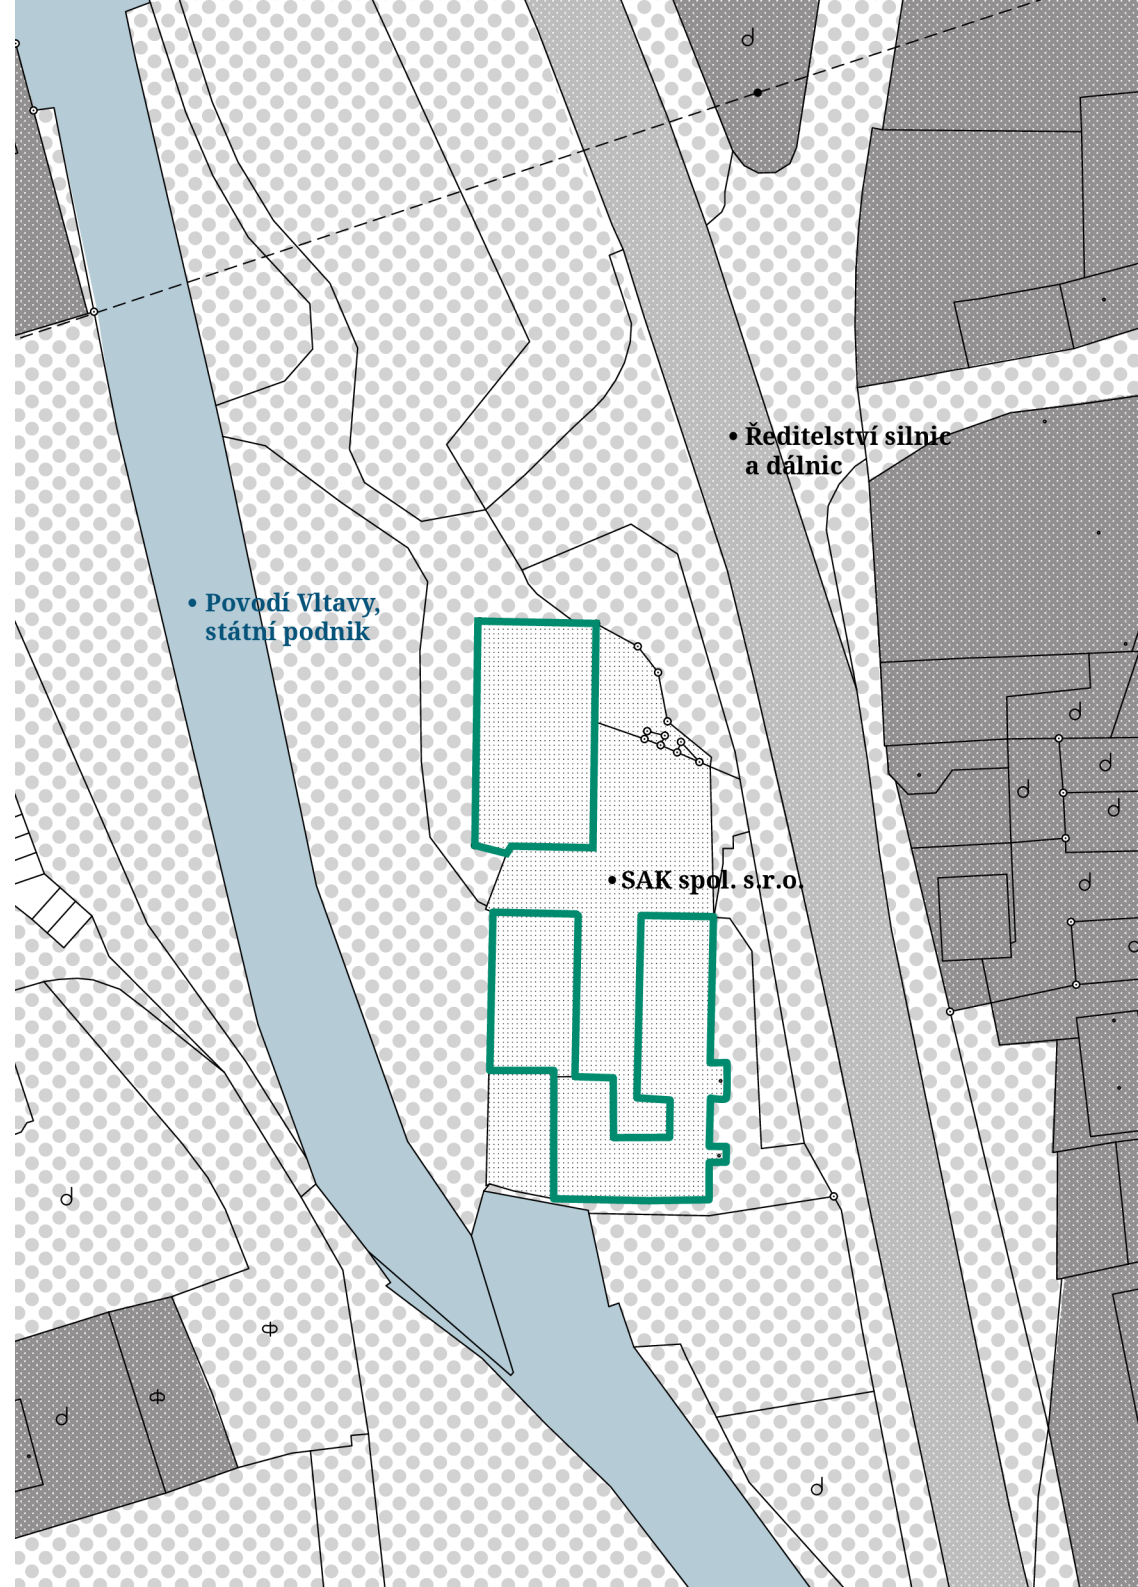 • Ředitelství silnic
a dálnic
• Povodí Vltavy,
státní podnik
• SAK spol. s.r.o.